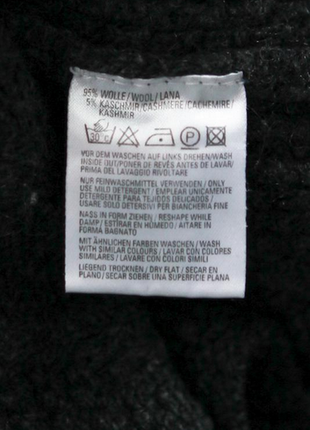 95% WOLLE/WOOL/LANA
5% KASCHMIR/CASHMERE/CACHEMIRE/
KASHMIR
30°C P
VOR DEM WASCHEN AUF LINKS DREHEN/WASH
INSIDE OUT/PONER DE REVÉS ANTES DE LAVAR/
PRIMA DEL LAVAGGIO RIVOLTARE
NUR FEINWASCHMITTEL VERWENDEN / ONLY
USE MILD DETERGENT / EMPLEAR UNICAMENTE
DETERGENTE PARA TEJIDOS DELICADOS /
USARE SOLO DETERSIVI PER BIANCHERIA FINE
NASS IN FORM ZIEHEN / RESHAPE WHILE
DAMP / ESTIRAR EN HÚMEDO / AITARE IN
FORMA BAGNATO
MIT ÄHNLICHEN FARBEN WASCHEN / WASH
WITH SIMILAR COLOURS / LAVAR CON COLOPES
SIMILARES / LAVARE CON COLORI SIMILI
LIEGEND TROCKNEN / DRY FLAT / SECAR EN
PLANO / SECAR SOBRE UNA SUPERFICIE PLANA